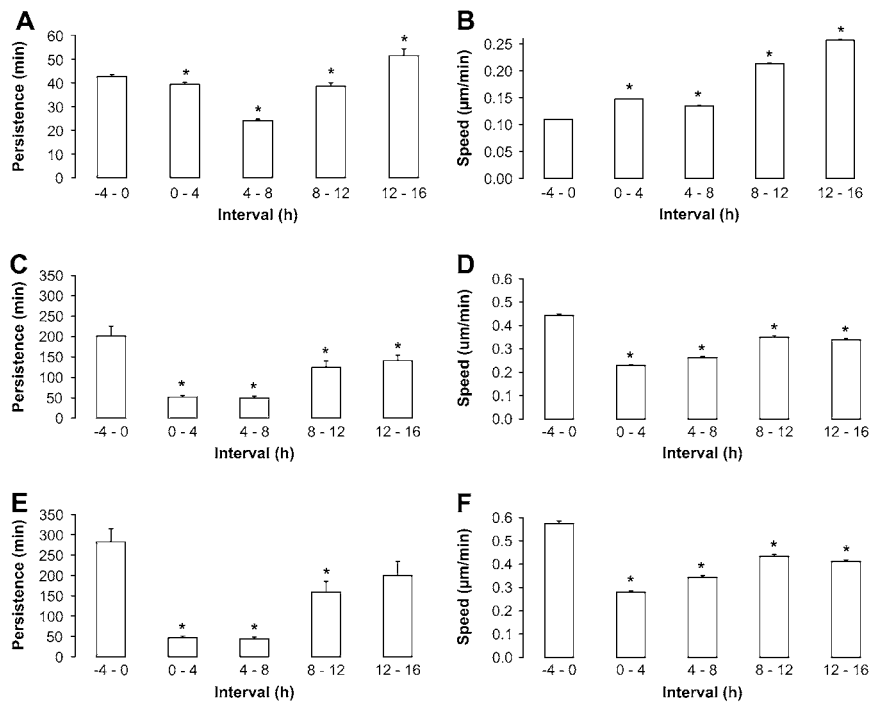 A
Persistence (min)
60
50
40
30
20
10
0
* * * *
-4 - 0 0 - 4 4 - 8 8 - 12 12 - 16
Interval (h)
B
Speed (µm/min)
0.25
0.20
0.15
0.10
0.05
0.00
* * * *
-4 - 0 0 - 4 4 - 8 8 - 12 12 - 16
Interval (h)
C
Persistence (min)
350
300
250
200
150
100
50
0
* * * *
-4 - 0 0 - 4 4 - 8 8 - 12 12 - 16
Interval (h)
D
Speed (um/min)
0.6
0.5
0.4
0.3
0.2
0.1
0.0
* * * *
-4 - 0 0 - 4 4 - 8 8 - 12 12 - 16
Interval (h)
E
Persistence (min)
350
300
250
200
150
100
50
0
* * *
-4 - 0 0 - 4 4 - 8 8 - 12 12 - 16
Interval (h)
F
Speed (µm/min)
0.6
0.5
0.4
0.3
0.2
0.1
0.0
* * * *
-4 - 0 0 - 4 4 - 8 8 - 12 12 - 16
Interval (h)